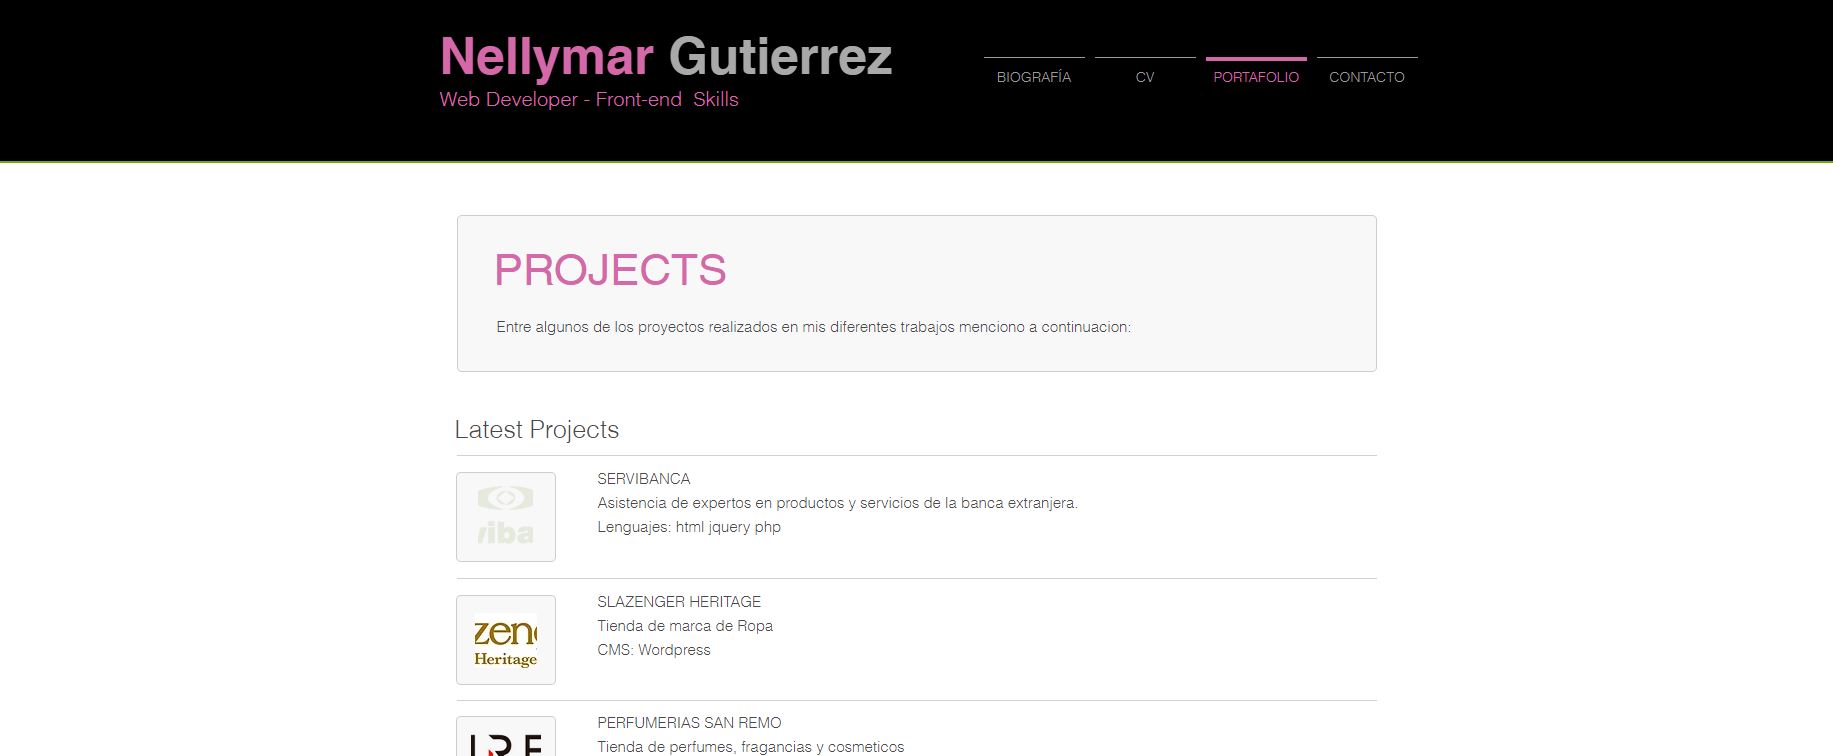 Nellymar Gutierrez
Web Developer - Front-end Skills
BIOGRAFÍA CV PORTAFOLIO CONTACTO
PROJECTS
Entre algunos de los proyectos realizados en mis diferentes trabajos menciono a continuacion:
Latest Projects
SERVIBANCA
Asistencia de expertos en productos y servicios de la banca extranjera.
Lenguajes: html jquery php
riba
SLAZENGER HERITAGE
Tienda de marca de Ropa
CMS: Wordpress
zeng
Heritage
PERFUMERIAS SAN REMO
Tienda de perfumes, fragancias y cosmeticos